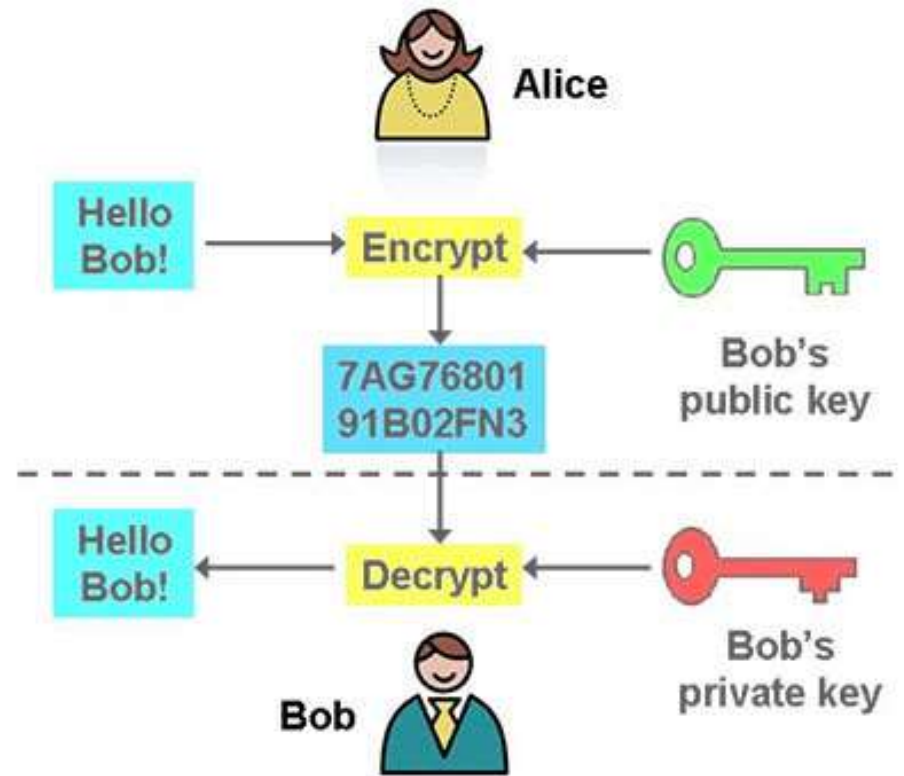 Alice
Hello
Bob!
Encrypt
7AG76801
91B02FN3
Bob's
public key
Hello
Bob!
Decrypt
Bob's
private key
Bob